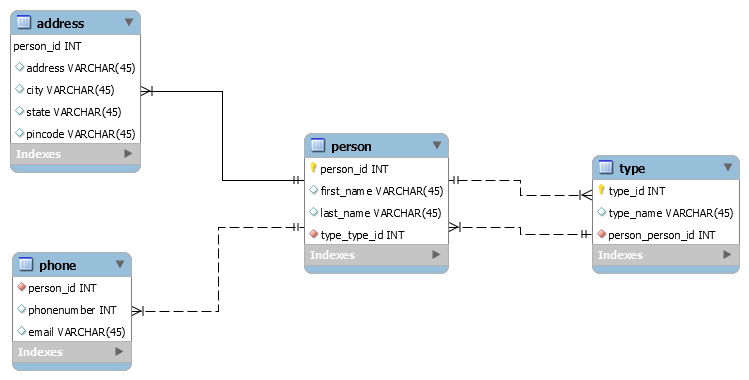 address
person_id INT
address VARCHAR(45)
city VARCHAR(45)
state VARCHAR(45)
pincode VARCHAR(45)
Indexes
person
person_id INT
first_name VARCHAR(45)
last_name VARCHAR(45)
type_type_id INT
Indexes
type
type_id INT
type_name VARCHAR(45)
person_person_id INT
Indexes
phone
person_id INT
phonenumber INT
email VARCHAR(45)
Indexes